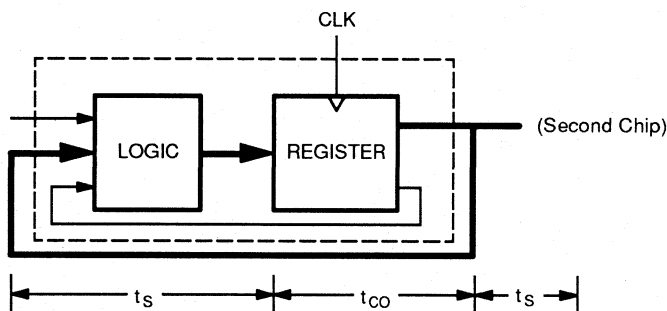 CLK
LOGIC
REGISTER
(Second Chip)
tS
tCO
tS